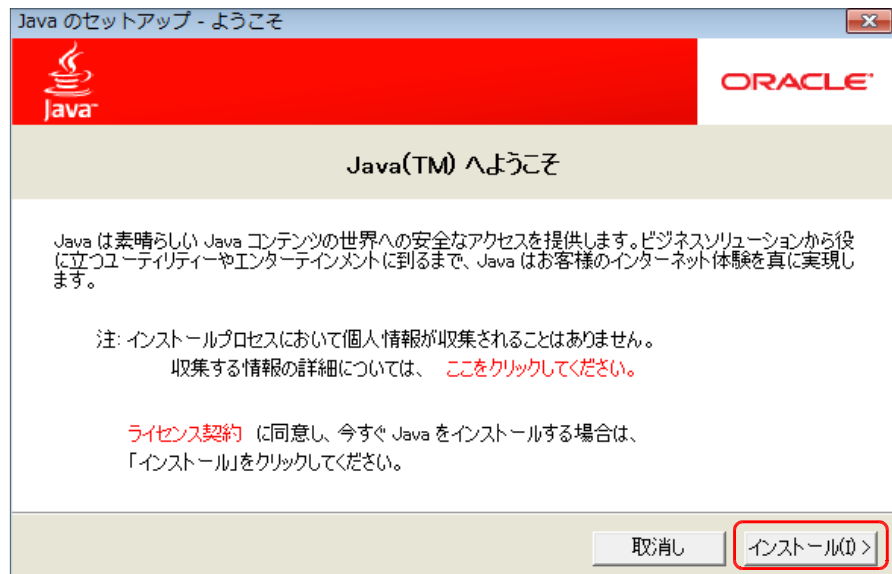 Java のセットアップ - ようこそ
Java™
ORACLE
Java(TM) へようこそ
Java は素晴らしい Java コンテンツの世界への安全なアクセスを提供します。ビジネスソリューションから役
に立つユーティリティーやエンターテインメントに到るまで、Java はお客様のインターネット体験を真に実現し
ます。
注: インストールプロセスにおいて個人情報が収集されることはありません。
収集する情報の詳細については、 ここをクリックしてください。
ライセンス契約 に同意し、今すぐ Java をインストールする場合は、
「インストール」をクリックしてください。
取消し
インストール(I) >